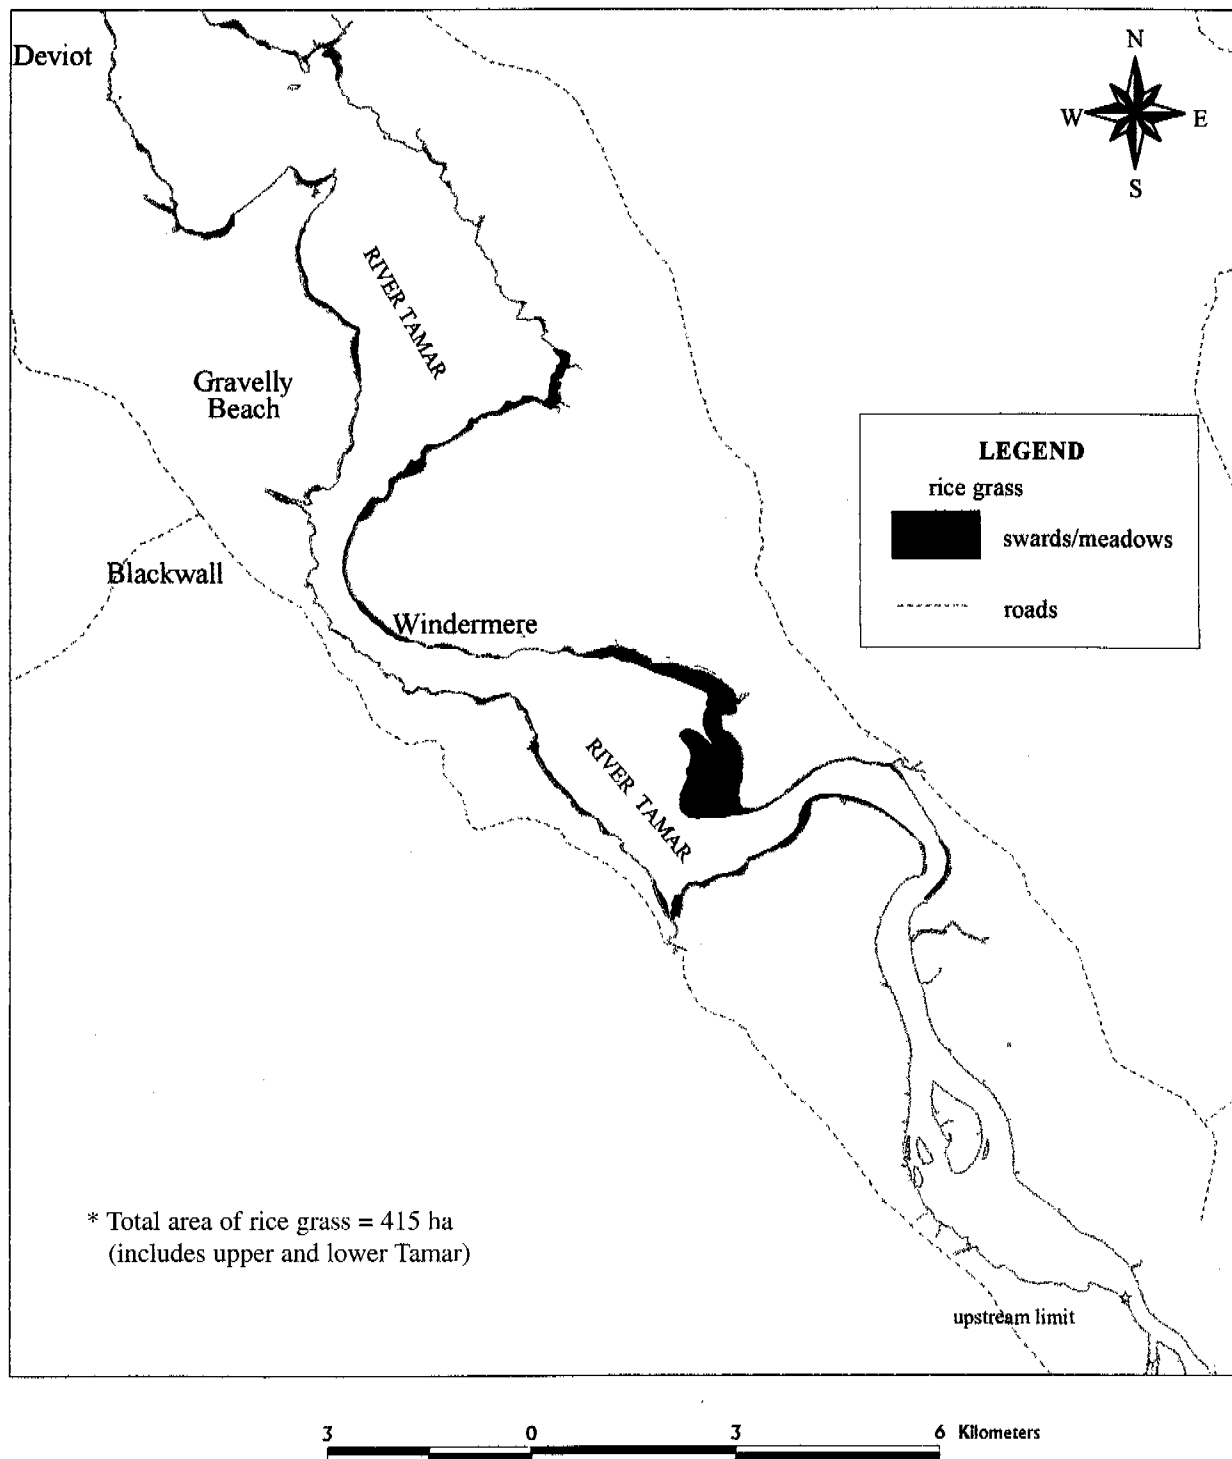 Deviot
N
W
E
S
RIVER TAMAR
Gravelly
Beach
LEGEND
rice grass
swards/meadows
roads
Blackwall
Windermere
RIVER TAMAR
* Total area of rice grass = 415 ha
(includes upper and lower Tamar)
upstream limit
3 0 3 6 Kilometers